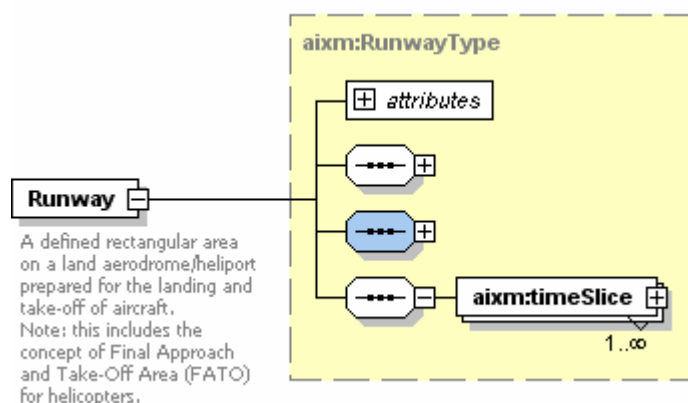 aixm:RunwayType
attributes
Runway
A defined rectangular area
on a land aerodrome/heliport
prepared for the landing and
take-off of aircraft.
Note: this includes the
concept of Final Approach
and Take-Off Area (FATO)
for helicopters.
aixm:timeSlice
1..∞